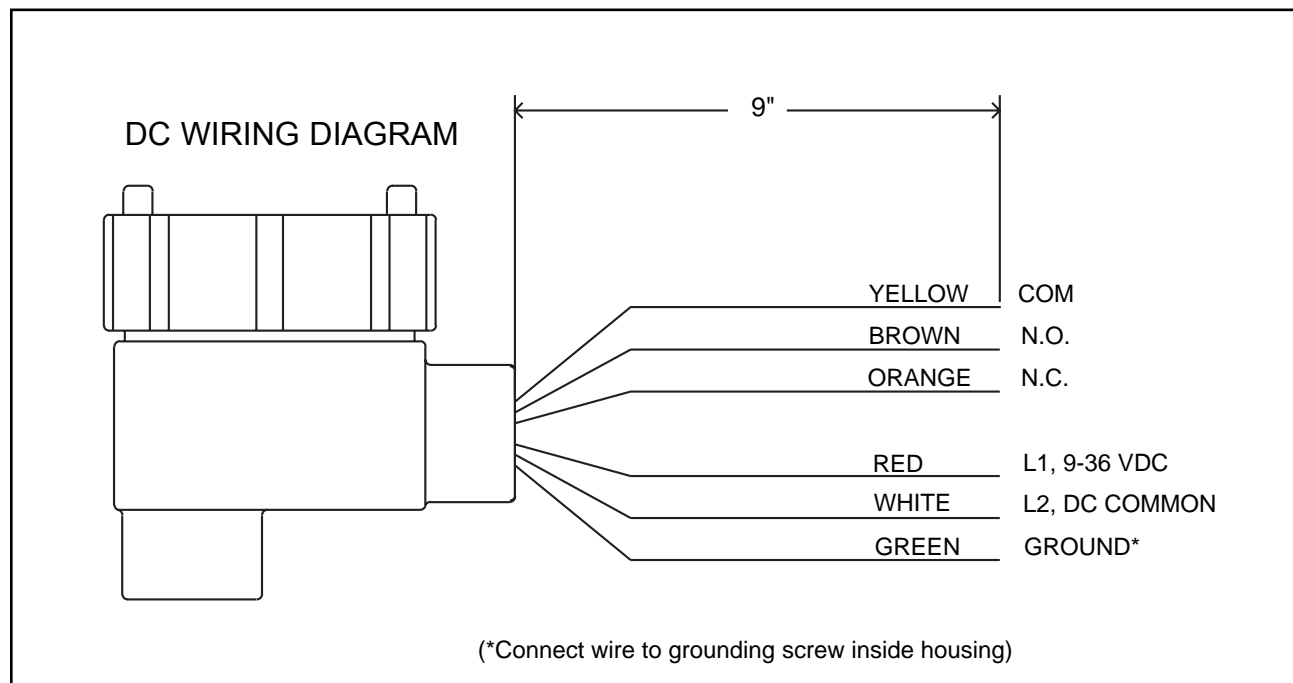 9"
DC WIRING DIAGRAM
YELLOW COM
BROWN N.O.
ORANGE N.C.
RED L1, 9-36 VDC
WHITE L2, DC COMMON
GREEN GROUND*
(*Connect wire to grounding screw inside housing)